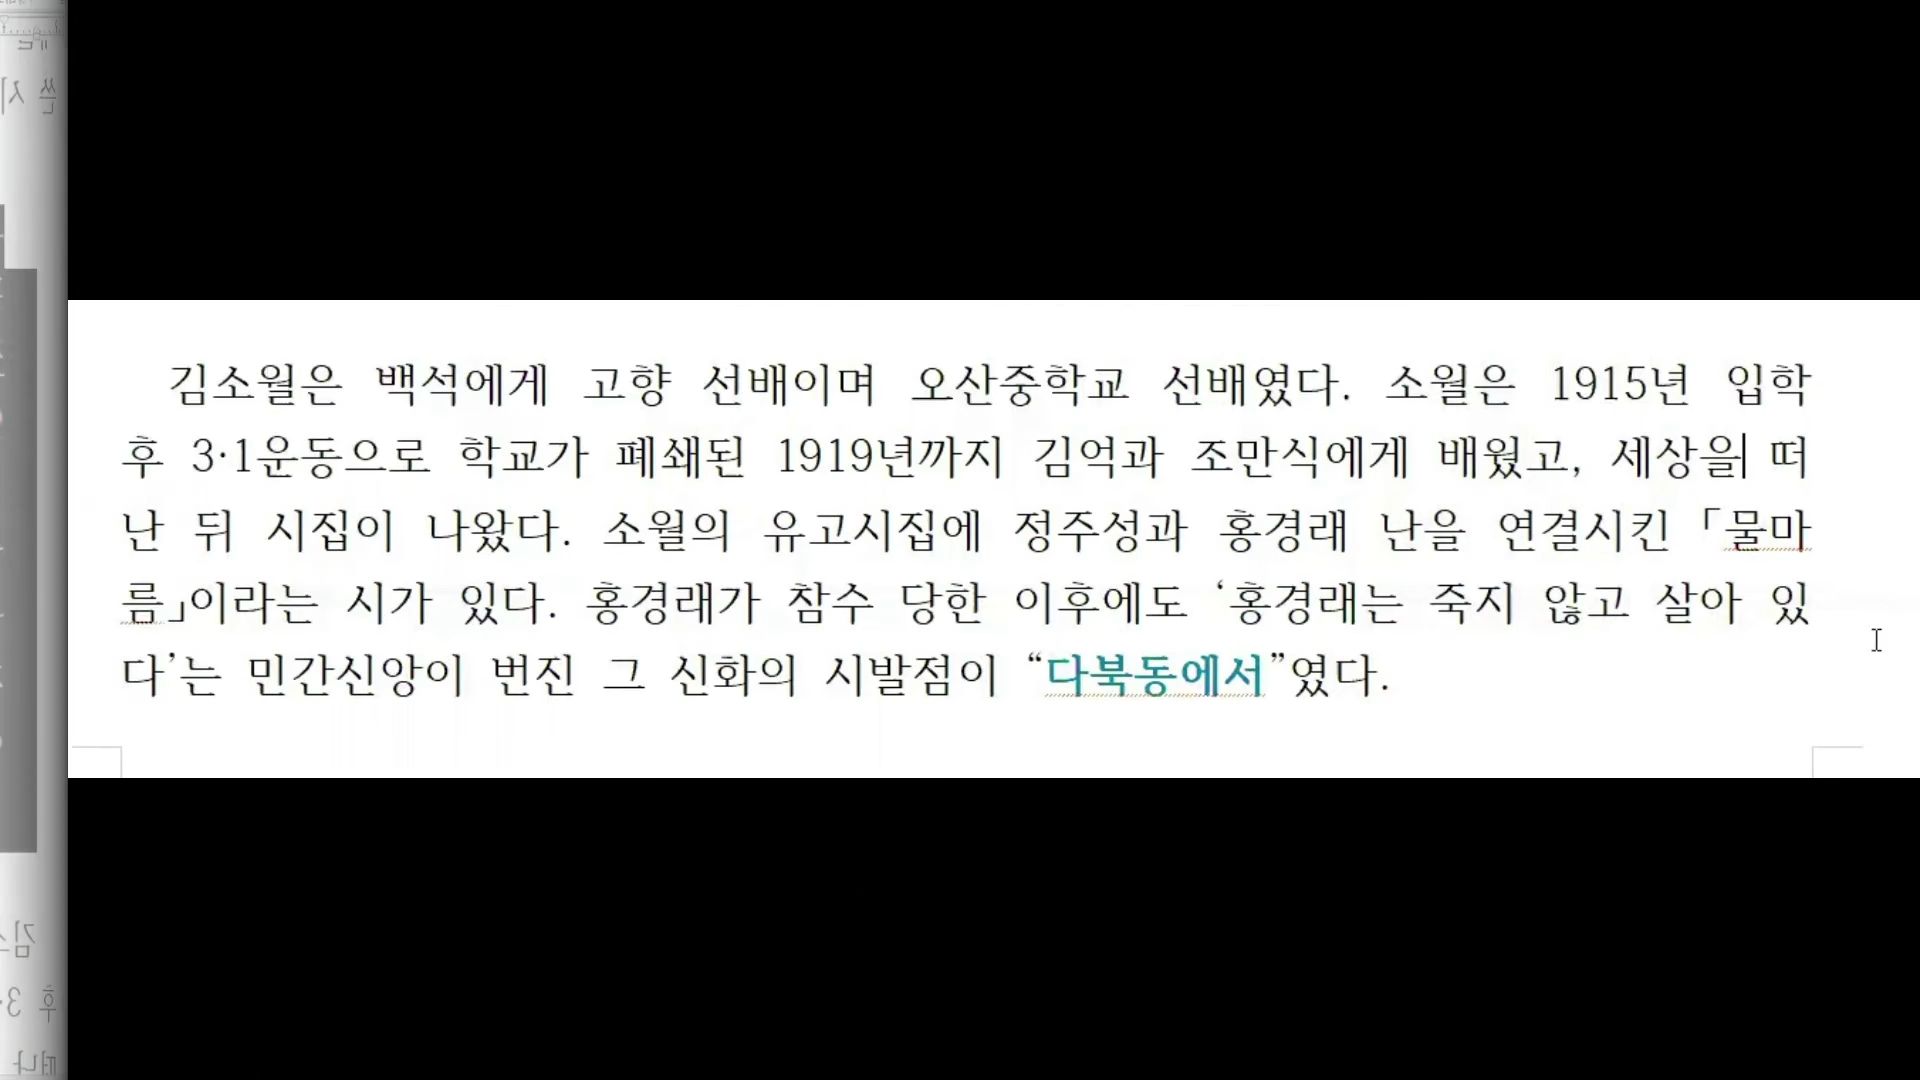 김소월은 백석에게 고향 선배이며 오산중학교 선배였다. 소월은 1915년 입학
후 3·1운동으로 학교가 폐쇄된 1919년까지 김억과 조만식에게 배웠고, 세상을 떠
난 뒤 시집이 나왔다. 소월의 유고시집에 정주성과 홍경래 난을 연결시킨 「물마
름」이라는 시가 있다. 홍경래가 참수 당한 이후에도 ‘홍경래는 죽지 않고 살아 있
다’는 민간신앙이 번진 그 신화의 시발점이 “다북동에서”였다.